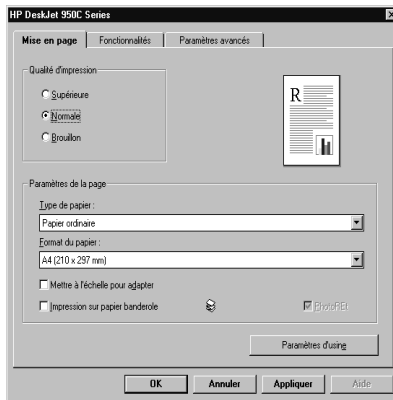 HP DeskJet 950C Series
Mise en page Fonctionnalités Paramètres avancés
Qualité d'impression
Supérieure
Normale
Brouillon
R
Paramètres de la page
Type de papier :
Papier ordinaire
Format du papier :
A4 (210 x 297 mm)
Mettre à l'échelle pour adapter
Impression sur papier banderole PhotoREt
Paramètres d'usine
OK Annuler Appliquer Aide